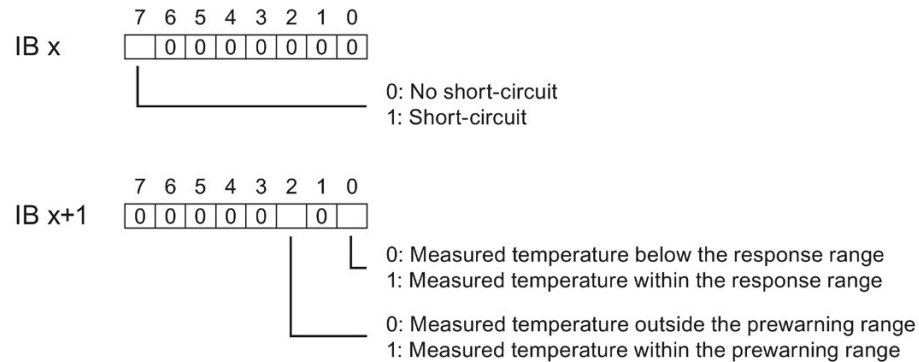 7 6 5 4 3 2 1 0
IB x 0 0 0 0 0 0 0
0: No short-circuit
1: Short-circuit
7 6 5 4 3 2 1 0
IB x+1 0 0 0 0 0 0
0: Measured temperature below the response range
1: Measured temperature within the response range
0: Measured temperature outside the prewarning range
1: Measured temperature within the prewarning range